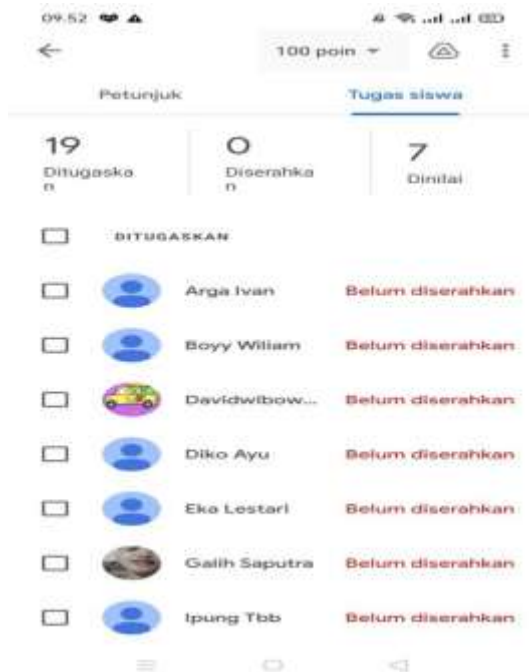 09.52
100 poin
Petunjuk Tugas siswa
19 0 7
Ditugaska Diserahka Dinilai
n n
DITUGASKAN
Arga Ivan Belum diserahkan
Boyy Wiliam Belum diserahkan
Davidwibow... Belum diserahkan
Diko Ayu Belum diserahkan
Eka Lestari Belum diserahkan
Galih Saputra Belum diserahkan
Ipung Tbb Belum diserahkan